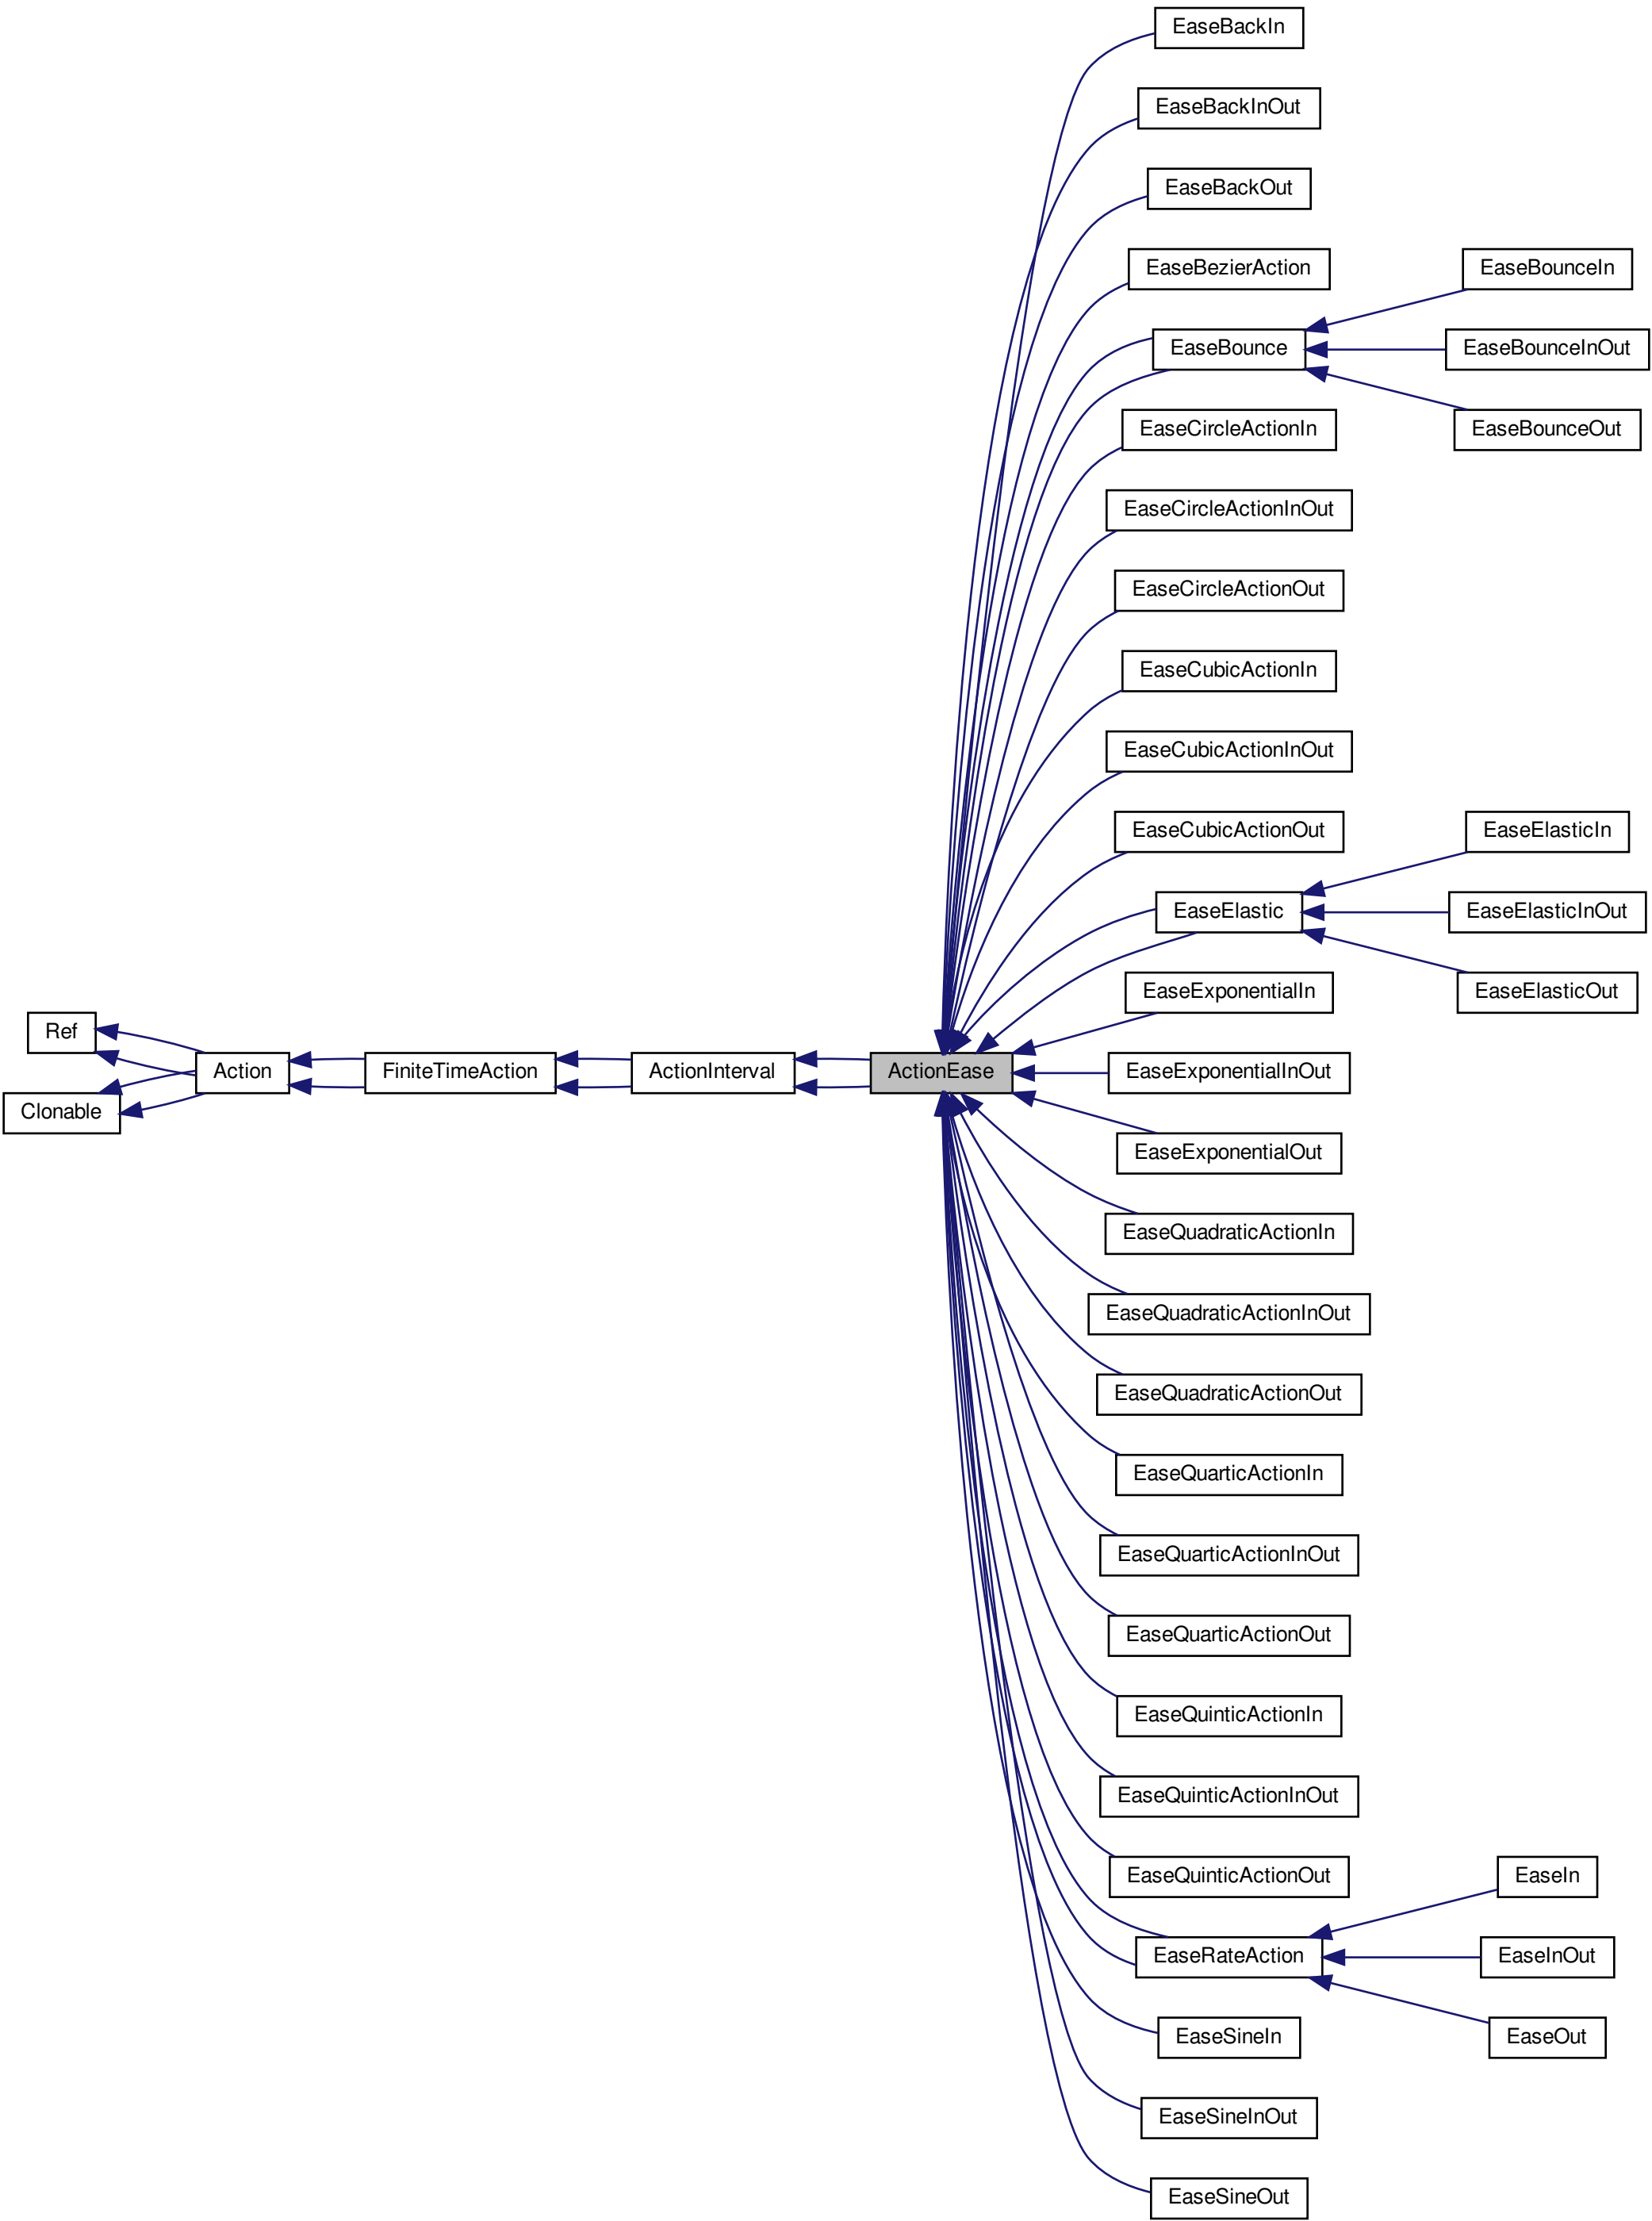 EaseBackIn
EaseBackInOut
EaseBackOut
EaseBezierAction
EaseBounceIn
EaseBounce
EaseBounceInOut
EaseCircleActionIn
EaseBounceOut
EaseCircleActionInOut
EaseCircleActionOut
EaseCubicActionIn
EaseCubicActionInOut
EaseCubicActionOut
EaseElasticIn
EaseElastic
EaseElasticInOut
EaseExponentialIn
EaseElasticOut
Ref
Action
FiniteTimeAction
ActionInterval
ActionEase
EaseExponentialInOut
Clonable
EaseExponentialOut
EaseQuadraticActionIn
EaseQuadraticActionInOut
EaseQuadraticActionOut
EaseQuarticActionIn
EaseQuarticActionInOut
EaseQuarticActionOut
EaseQuinticActionIn
EaseQuinticActionInOut
EaseQuinticActionOut
EaseIn
EaseRateAction
EaseInOut
EaseSineIn
EaseOut
EaseSineInOut
EaseSineOut